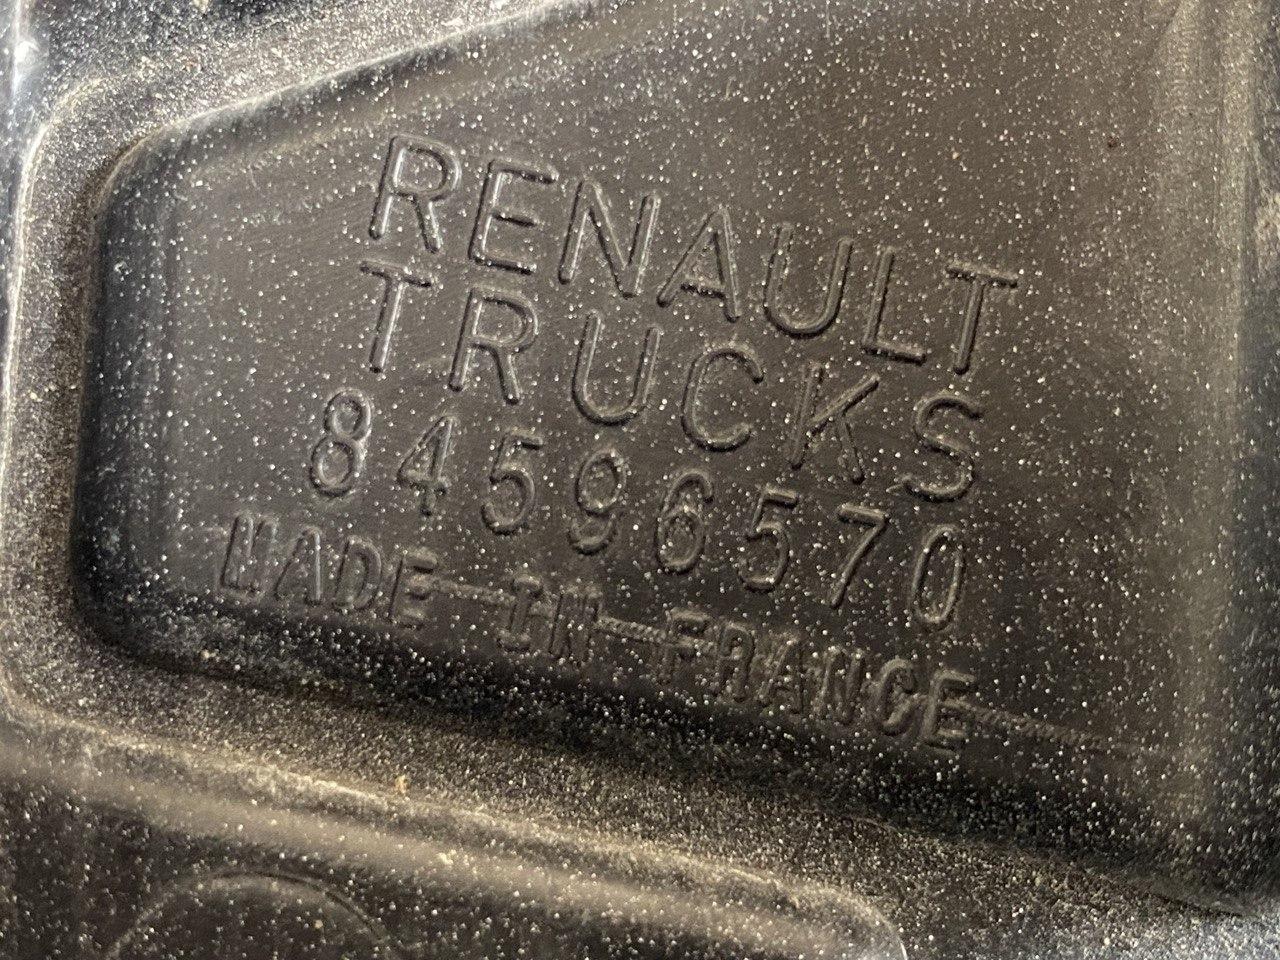 RENAULT
TRUCKS
84596570
MADE IN FRANCE